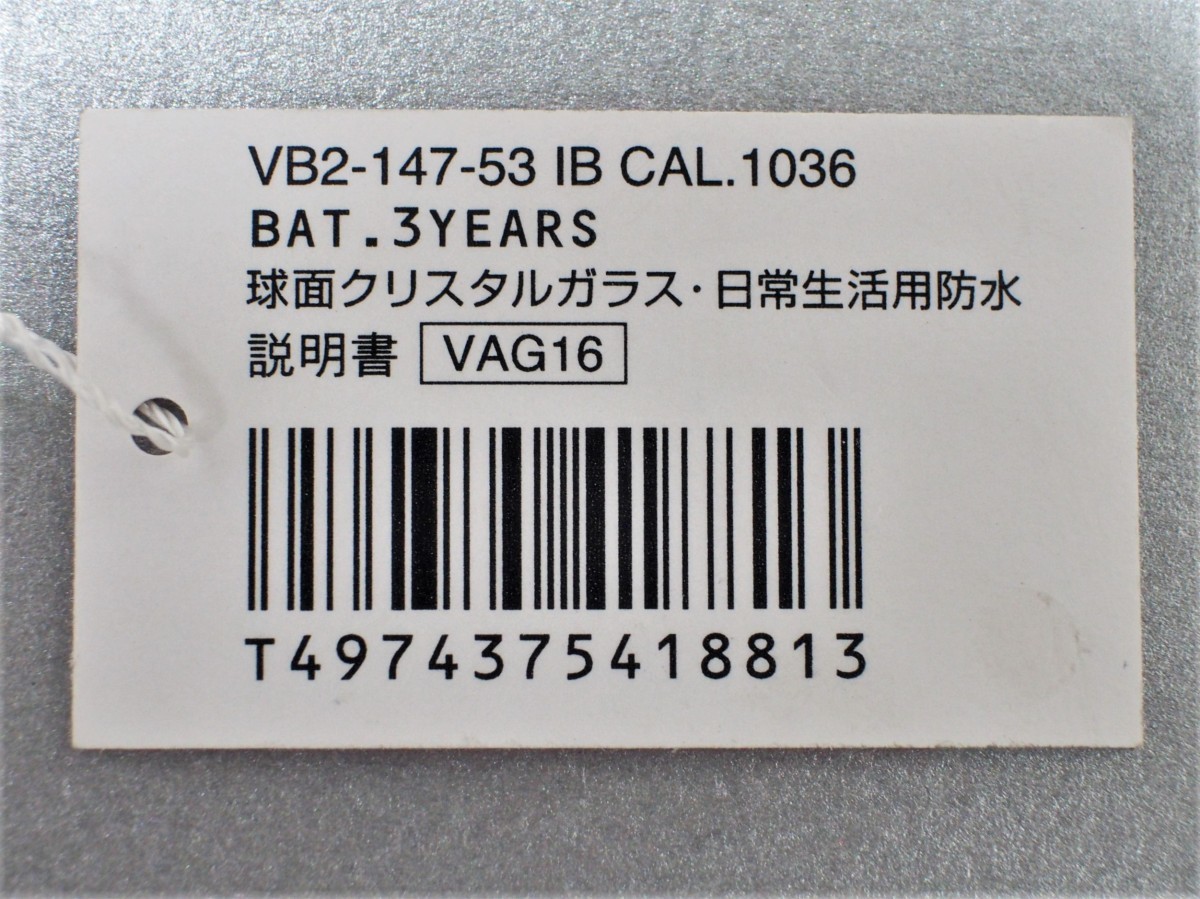 VB2-147-53 IB CAL.1036
BAT.3YEARS
球面クリスタルガラス・日常生活用防水
説明書 VAG16
T4974375418813